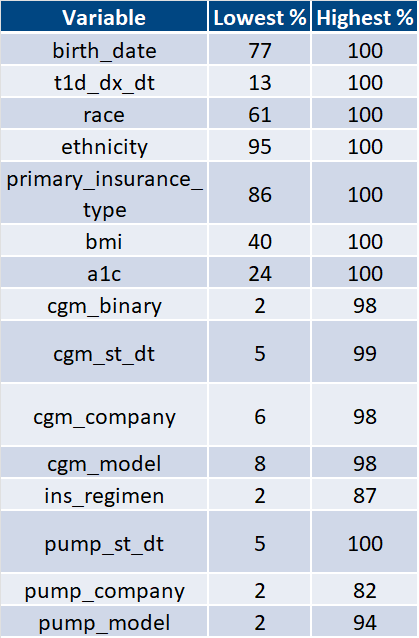 Variable Lowest % Highest %
birth_date 77 100
t1d_dx_dt 13 100
race 61 100
ethnicity 95 100
primary_insurance_
type 86 100
bmi 40 100
a1c 24 100
cgm_binary 2 98
cgm_st_dt 5 99
cgm_company 6 98
cgm_model 8 98
ins_regimen 2 87
pump_st_dt 5 100
pump_company 2 82
pump_model 2 94